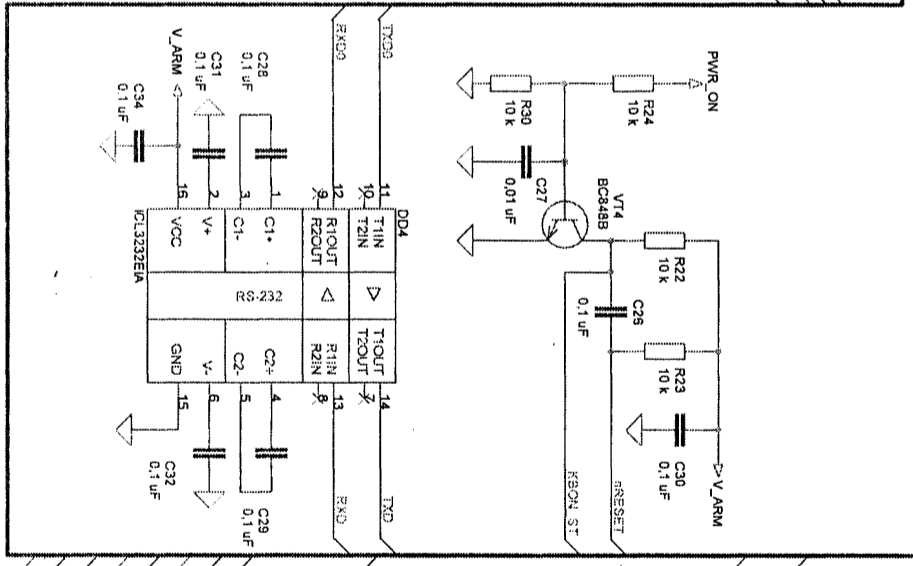 PWR_ON
R24
10 k
R30
10 k
C27
0,01 uF
VT4
BC848B
R22
10 k
C26
0,1 uF
R23
10 k
C30
0,1 uF
V_ARM
nRESET
KBON_ST
TXD0
RXD0
C28
0,1 uF
C31
0,1 uF
V_ARM
C34
0,1 uF
DD4
11
10
12
9
1
3
2
16
T1IN
T2IN
R1OUT
R2OUT
C1+
C1-
V+
VCC
ICL3232EIA
RS-232
T1OUT
T2OUT
R1IN
R2IN
C2+
C2-
V-
GND
14
7
13
8
4
5
6
15
TXD
RXD
C29
0,1 uF
C32
0,1 uF